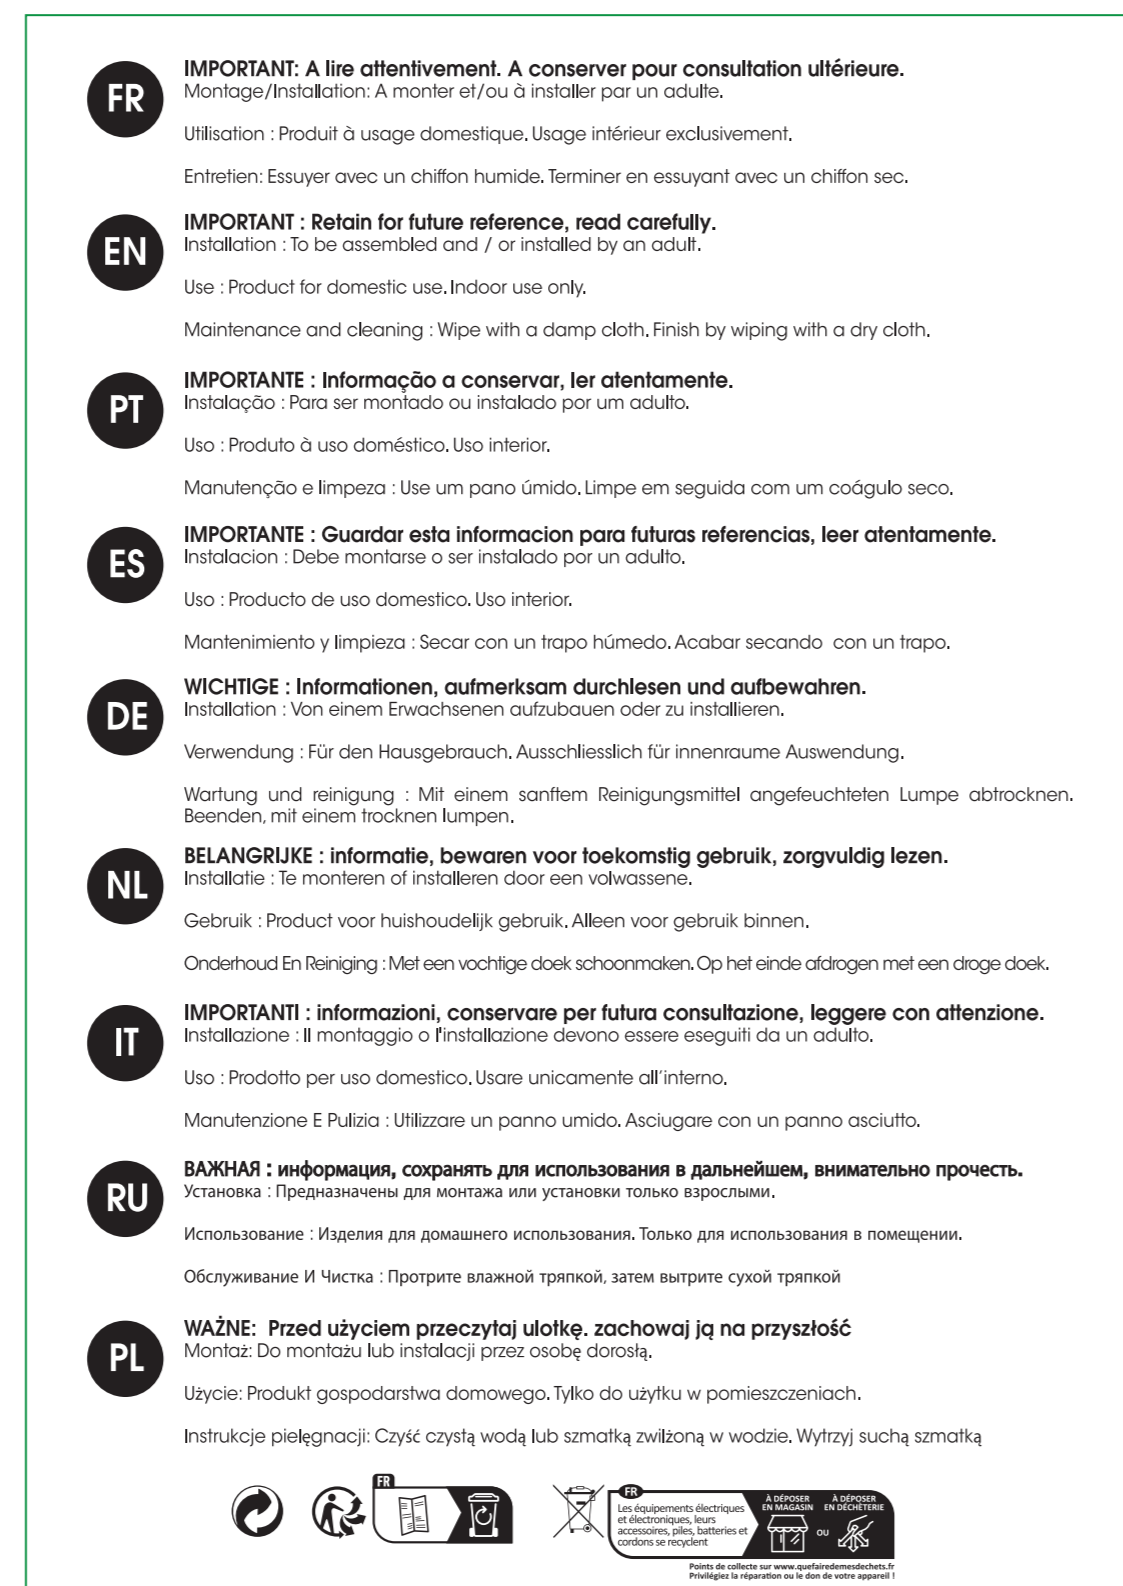 FR
IMPORTANT: A lire attentivement. A conserver pour consultation ultérieure.
Montage/Installation: A monter et/ou à installer par un adulte.
Utilisation : Produit à usage domestique. Usage intérieur exclusivement.
Entretien: Essuyer avec un chiffon humide. Terminer en essuyant avec un chiffon sec.
EN
IMPORTANT : Retain for future reference, read carefully.
Installation : To be assembled and / or installed by an adult.
Use : Product for domestic use. Indoor use only.
Maintenance and cleaning : Wipe with a damp cloth. Finish by wiping with a dry cloth.
PT
IMPORTANTE : Informação a conservar, ler atentamente.
Instalação : Para ser montado ou instalado por um adulto.
Uso : Produto à uso doméstico. Uso interior.
Manutenção e limpeza : Use um pano úmido. Limpe em seguida com um coágulo seco.
ES
IMPORTANTE : Guardar esta informacion para futuras referencias, leer atentamente.
Instalacion : Debe montarse o ser instalado por un adulto.
Uso : Producto de uso domestico. Uso interior.
Mantenimiento y limpieza : Secar con un trapo húmedo. Acabar secando con un trapo.
DE
WICHTIGE : Informationen, aufmerksam durchlesen und aufbewahren.
Installation : Von einem Erwachsenen aufzubauen oder zu installieren.
Verwendung : Für den Hausgebrauch. Ausschliesslich für innenraume Auswendung.
Wartung und reinigung : Mit einem sanftem Reinigungsmittel angefeuchteten Lumpe abtrocknen.
Beenden, mit einem trocknen lumpen.
NL
BELANGRIJKE : informatie, bewaren voor toekomstig gebruik, zorgvuldig lezen.
Installatie : Te monteren of installeren door een volwassene.
Gebruik : Product voor huishoudelijk gebruik. Alleen voor gebruik binnen.
Onderhoud En Reiniging : Met een vochtige doek schoonmaken. Op het einde afdrogen met een droge doek.
IT
IMPORTANTI : informazioni, conservare per futura consultazione, leggere con attenzione.
Installazione : Il montaggio o l'installazione devono essere eseguiti da un adulto.
Uso : Prodotto per uso domestico. Usare unicamente all'interno.
Manutenzione E Pulizia : Utilizzare un panno umido. Asciugare con un panno asciutto.
RU
ВАЖНАЯ : информация, сохранять для использования в дальнейшем, внимательно прочесть.
Установка : Предназначены для монтажа или установки только взрослыми.
Использование : Изделия для домашнего использования. Только для использования в помещении.
Обслуживание И Чистка : Протрите влажной тряпкой, затем вытрите сухой тряпкой
PL
WAŻNE: Przed użyciem przeczytaj ulotkę. zachowaj ją na przyszłość
Montaż: Do montażu lub instalacji przez osobę dorosłą.
Użycie: Produkt gospodarstwa domowego. Tylko do użytku w pomieszczeniach.
Instrukcje pielęgnacji: Czyść czystą wodą lub szmatką zwilżoną w wodzie. Wytrzyj suchą szmatką
FR
FR
Les équipements électriques
et électroniques, leurs
accessoires, piles, batteries et
cordons se recyclent
À DÉPOSER
EN MAGASIN
OU
À DÉPOSER
EN DÉCHÈTERIE
Points de collecte sur www.quefairedemesdechets.fr
Privilégiez la réparation ou le don de votre appareil !